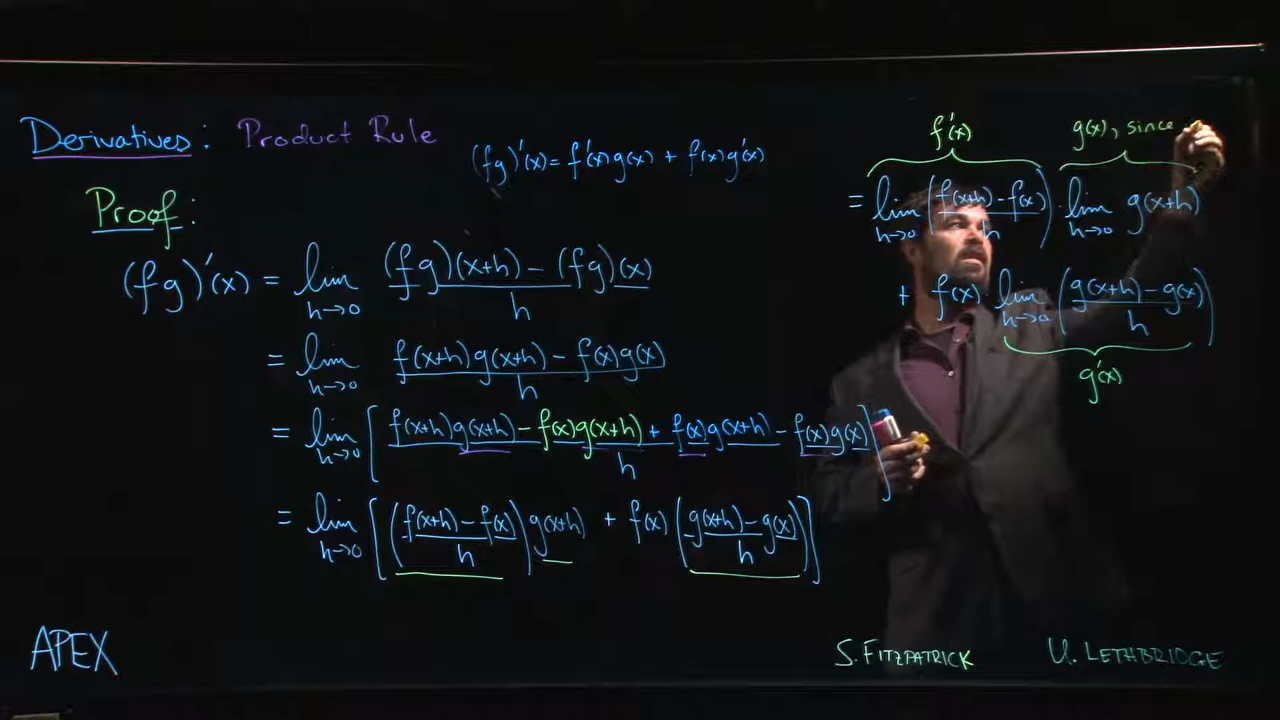 Derivatives: Product Rule
(fg)'(x) = f'(x)g(x) + f(x)g'(x)
Proof:
(fg)'(x) = lim h→0 (fg)(x+h) - (fg)(x) / h
= lim h→0 f(x+h)g(x+h) - f(x)g(x) / h
= lim h→0 [ f(x+h)g(x+h) - f(x)g(x+h) + f(x)g(x+h) - f(x)g(x) / h ]
= lim h→0 [ ( f(x+h) - f(x) / h ) g(x+h) + f(x) ( g(x+h) - g(x) / h ) ]
f'(x) g(x), since
= lim h→0 ( f(x+h) - f(x) / h ) · lim h→0 g(x+h)
+ f(x) · lim h→0 ( g(x+h) - g(x) / h )
g'(x)
APEX
S. FITZPATRICK U. LETHBRIDGE